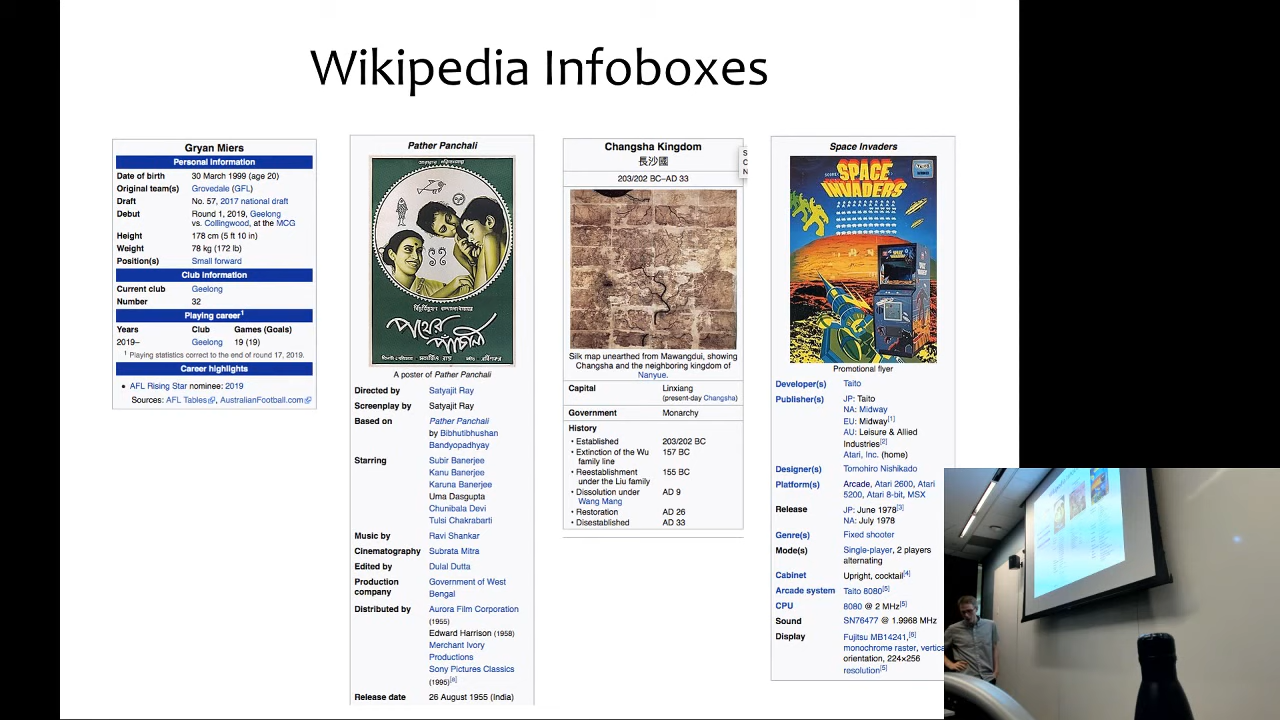 Wikipedia Infoboxes
Gryan Miers
Personal information
Date of birth 30 March 1999 (age 20)
Original team(s) Grovedale (GFL)
Draft No. 57, 2017 national draft
Debut Round 1, 2019, Geelong
vs. Collingwood, at the MCG
Height 178 cm (5 ft 10 in)
Weight 78 kg (172 lb)
Position(s) Small forward
Club information
Current club Geelong
Number 32
Playing career1
Years Club Games (Goals)
2019– Geelong 19 (19)
1 Playing statistics correct to the end of round 17, 2019.
Career highlights
• AFL Rising Star nominee: 2019
Sources: AFL Tables, AustralianFootball.com
Pather Panchali
পথের
পাঁচালী
A poster of Pather Panchali
Directed by Satyajit Ray
Screenplay by Satyajit Ray
Based on Pather Panchali
by Bibhutibhushan
Bandyopadhyay
Starring Subir Banerjee
Kanu Banerjee
Karuna Banerjee
Uma Dasgupta
Chunibala Devi
Tulsi Chakrabarti
Music by Ravi Shankar
Cinematography Subrata Mitra
Edited by Dulal Dutta
Production Government of West
company Bengal
Distributed by Aurora Film Corporation
(1955)
Edward Harrison (1958)
Merchant Ivory
Productions
Sony Pictures Classics
(1995)[a]
Release date 26 August 1955 (India)
Changsha Kingdom
長沙國
203/202 BC–AD 33
Silk map unearthed from Mawangdui, showing
Changsha and the neighboring kingdom of
Nanyue.
Capital Linxiang
(present-day Changsha)
Government Monarchy
History
• Established 203/202 BC
• Extinction of the Wu 157 BC
family line
• Reestablishment 155 BC
under the Liu family
• Dissolution under AD 9
Wang Mang
• Restoration AD 26
• Disestablished AD 33
S
C
N
Space Invaders
SPACE
INVADERS
Promotional flyer
Developer(s) Taito
Publisher(s) JP: Taito
NA: Midway
EU: Midway[1]
AU: Leisure & Allied
Industries[2]
Atari, Inc. (home)
Designer(s) Tomohiro Nishikado
Platform(s) Arcade, Atari 2600, Atari
5200, Atari 8-bit, MSX
Release JP: June 1978[3]
NA: July 1978
Genre(s) Fixed shooter
Mode(s) Single-player, 2 players
alternating
Cabinet Upright, cocktail[4]
Arcade system Taito 8080[5]
CPU 8080 @ 2 MHz[5]
Sound SN76477 @ 1.9968 MHz
Display Fujitsu MB14241,[6]
monochrome raster, vertica
orientation, 224×256
resolution[5]